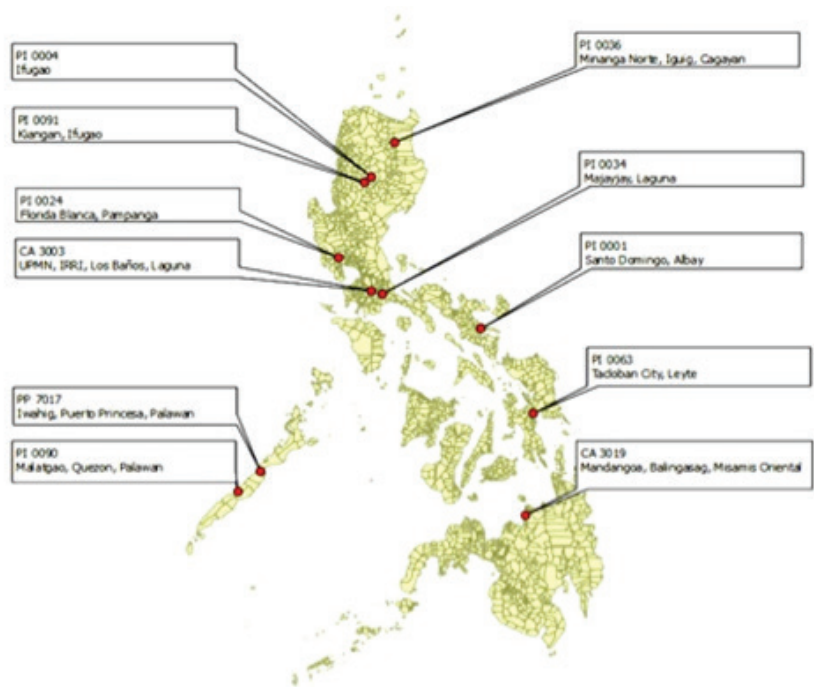 PI 0004
Ifugao
PI 0091
Kiangan, Ifugao
PI 0024
Florida Blanca, Pampanga
CA 3003
UPMN, IRRI, Los Baños, Laguna
PP 7017
Iwahig, Puerto Princesa, Palawan
PI 0090
Malatgao, Quezon, Palawan
PI 0036
Minanga Norte, Iguig, Cagayan
PI 0034
Majayjay, Laguna
PI 0001
Santo Domingo, Albay
PI 0063
Tacloban City, Leyte
CA 3019
Mandangoa, Balingasag, Misamis Oriental